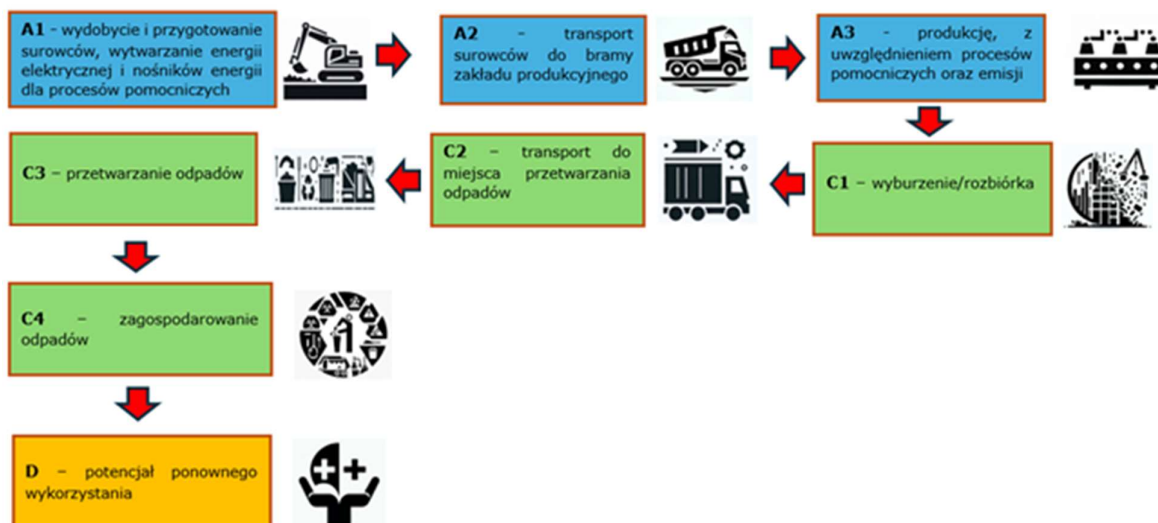 A1 - wydobycie i przygotowanie
surowców, wytwarzanie energii
elektrycznej i nośników energii
dla procesów pomocniczych
A2 – transport
surowców do bramy
zakładu produkcyjnego
A3 - produkcję, z
uwzględnieniem procesów
pomocniczych oraz emisji
C3 – przetwarzanie odpadów
C2 – transport do
miejsca przetwarzania
odpadów
C1 – wyburzenie/rozbiórka
C4 – zagospodarowanie
odpadów
D – potencjał ponownego
wykorzystania